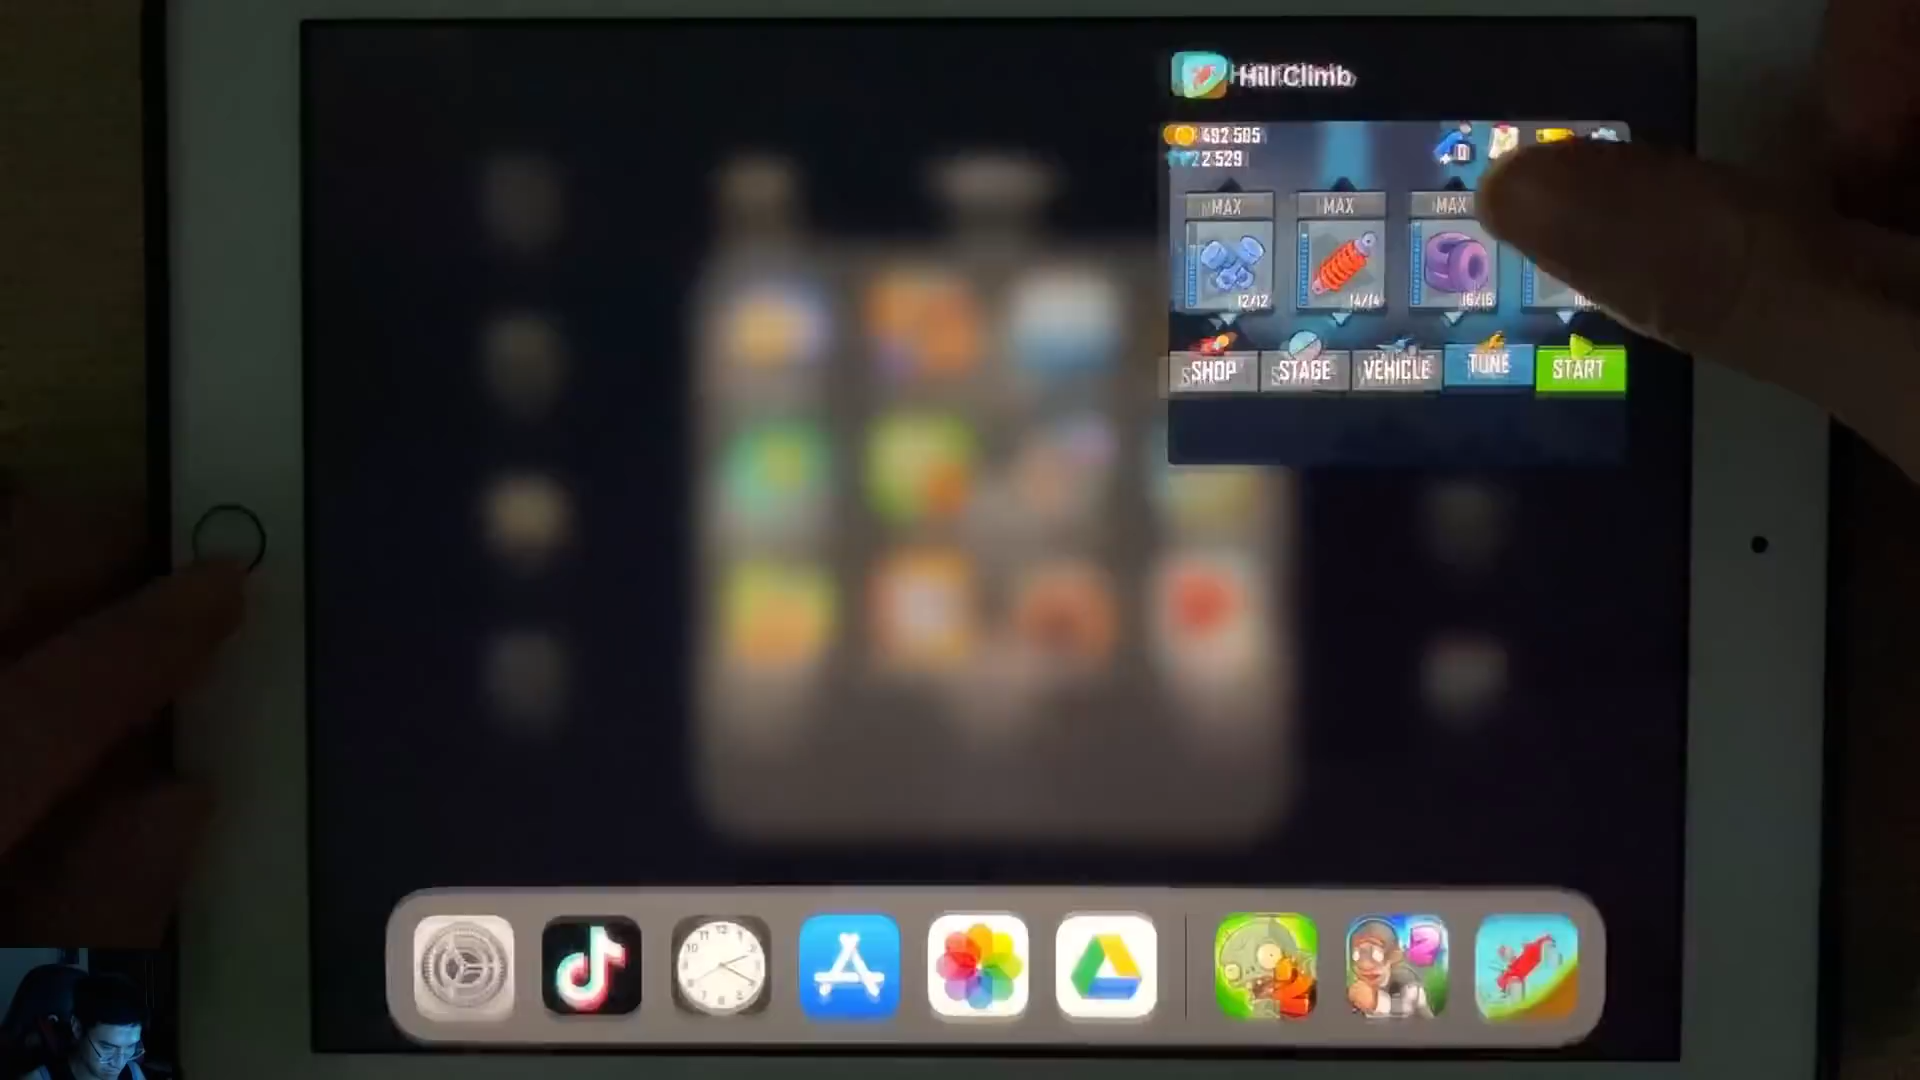 Hill Climb
492 505
22 529
MAX MAX MAX
12/12 14/14 16/16
SHOP STAGE VEHICLE TUNE START